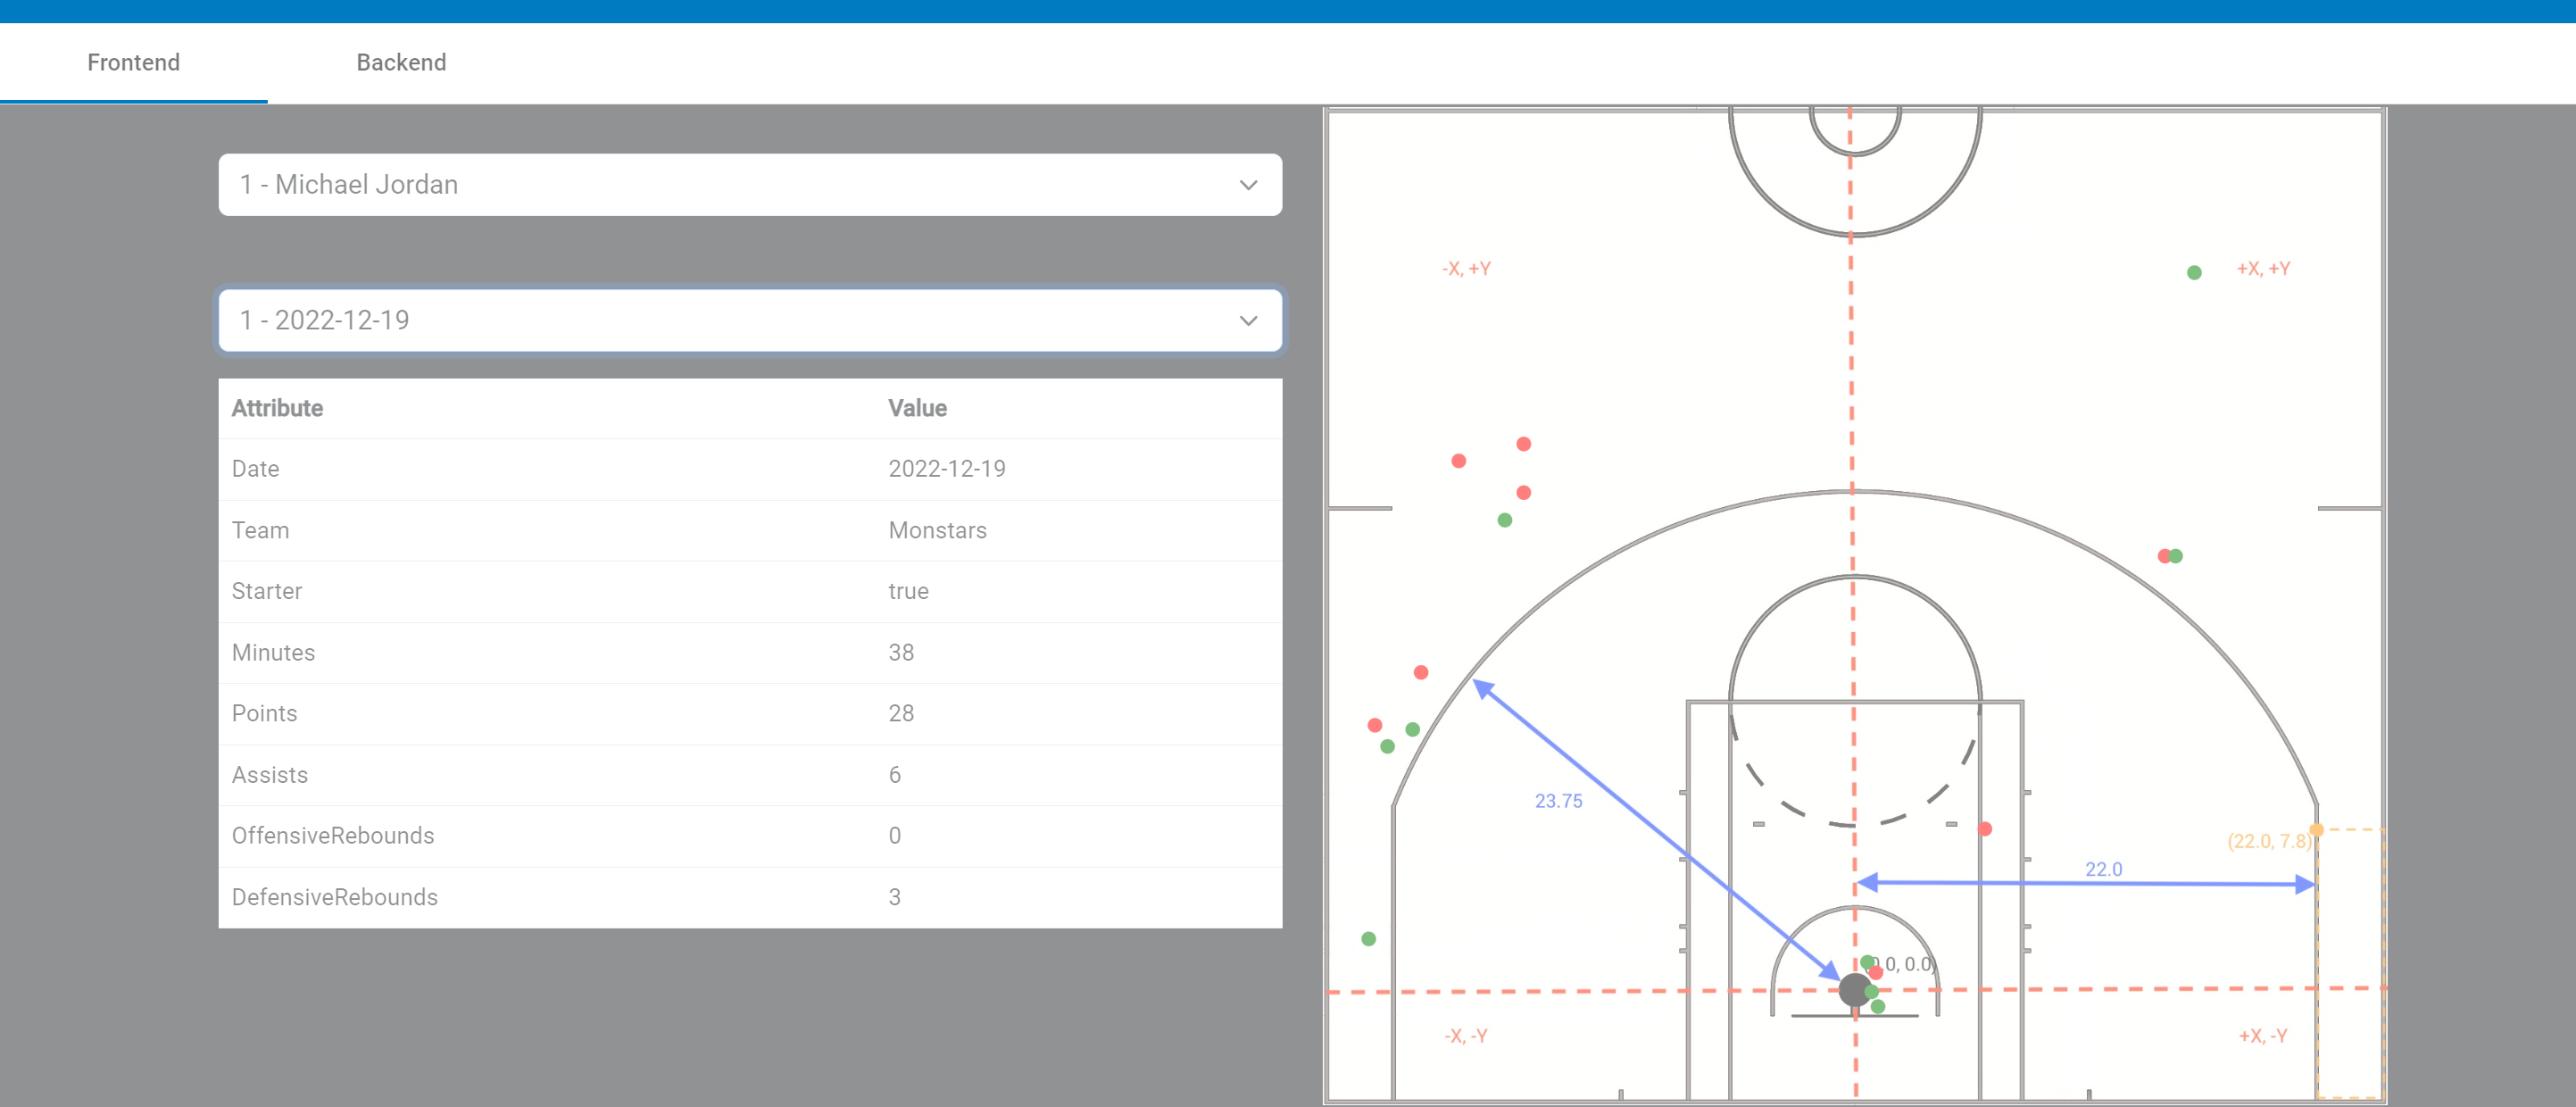 Frontend Backend
1 - Michael Jordan
1 - 2022-12-19
Attribute Value
Date 2022-12-19
Team Monstars
Starter true
Minutes 38
Points 28
Assists 6
OffensiveRebounds 0
DefensiveRebounds 3
-X, +Y
+X, +Y
23.75
(22.0, 7.8)
22.0
0.0, 0.0)
-X, -Y
+X, -Y